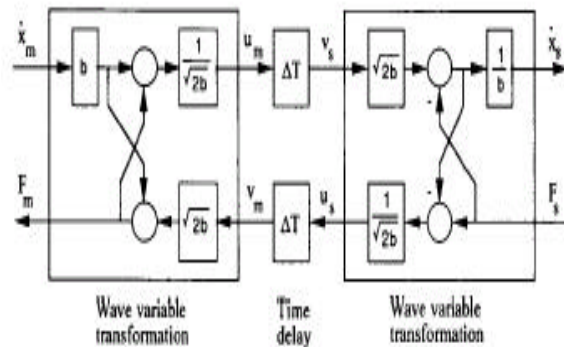 ẋm b 1/√2b um ΔT vs √2b - 1/b ẋs
Fm √2b vm ΔT us 1/√2b - Fs
Wave variable transformation
Time delay
Wave variable transformation